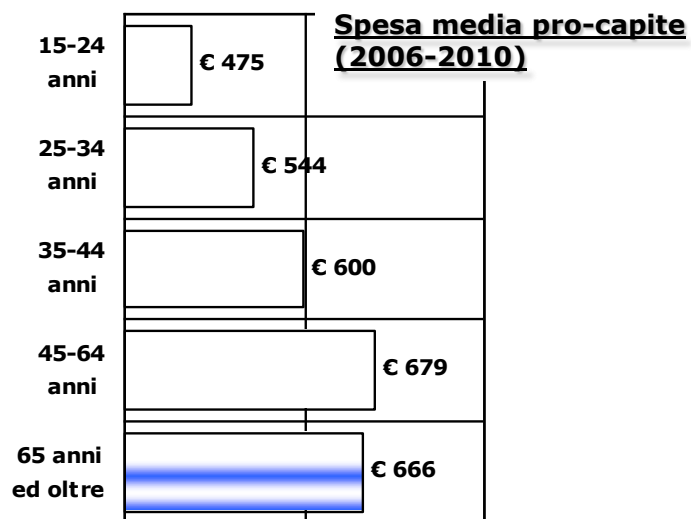 Spesa media pro-capite
(2006-2010)
15-24
anni
€ 475
25-34
anni
€ 544
35-44
anni
€ 600
45-64
anni
€ 679
65 anni
ed oltre
€ 666